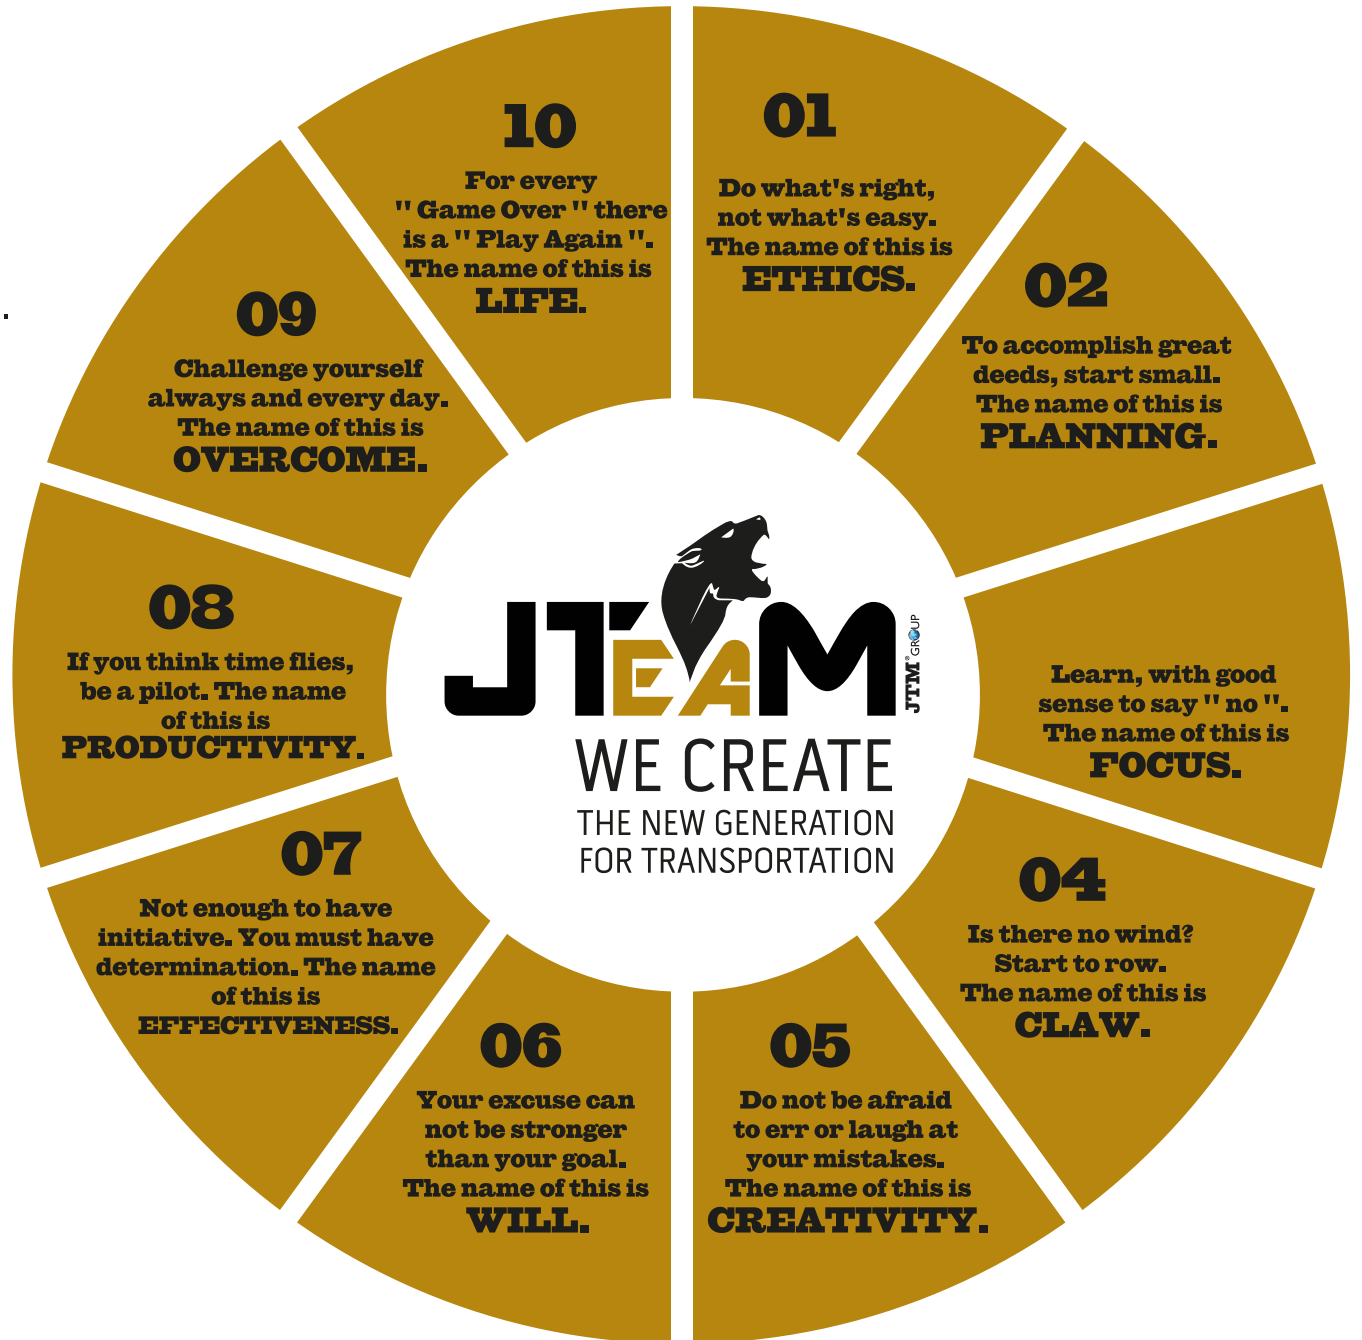 01
Do what's right,
not what's easy.
The name of this is
ETHICS.
02
To accomplish great
deeds, start small.
The name of this is
PLANNING.
Learn, with good
sense to say " no ".
The name of this is
FOCUS.
04
Is there no wind?
Start to row.
The name of this is
CLAW.
05
Do not be afraid
to err or laugh at
your mistakes.
The name of this is
CREATIVITY.
06
Your excuse can
not be stronger
than your goal.
The name of this is
WILL.
07
Not enough to have
initiative. You must have
determination. The name
of this is
EFFECTIVENESS.
08
If you think time flies,
be a pilot. The name
of this is
PRODUCTIVITY.
09
Challenge yourself
always and every day.
The name of this is
OVERCOME.
10
For every
" Game Over " there
is a " Play Again ".
The name of this is
LIFE.
.
JTEAM
JTM® GROUP
WE CREATE
THE NEW GENERATION
FOR TRANSPORTATION